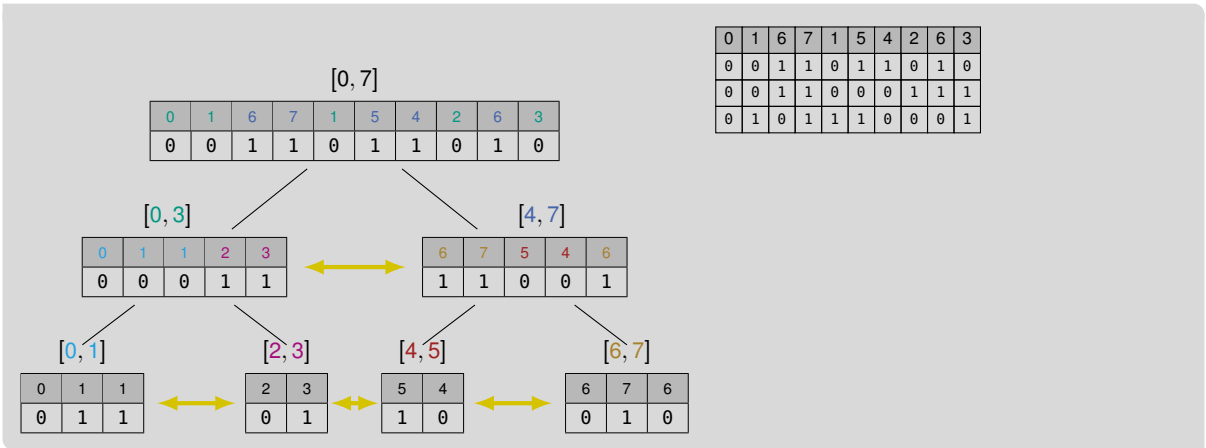 0 1 6 7 1 5 4 2 6 3
0 0 1 1 0 1 1 0 1 0
0 0 1 1 0 0 0 1 1 1
0 1 0 1 1 1 0 0 0 1
[0, 7]
0 1 6 7 1 5 4 2 6 3
0 0 1 1 0 1 1 0 1 0
[0, 3] [4, 7]
0 1 1 2 3 6 7 5 4 6
0 0 0 1 1 1 1 0 0 1
[0, 1] [2, 3] [4, 5] [6, 7]
0 1 1 2 3 5 4 6 7 6
0 1 1 0 1 1 0 0 1 0